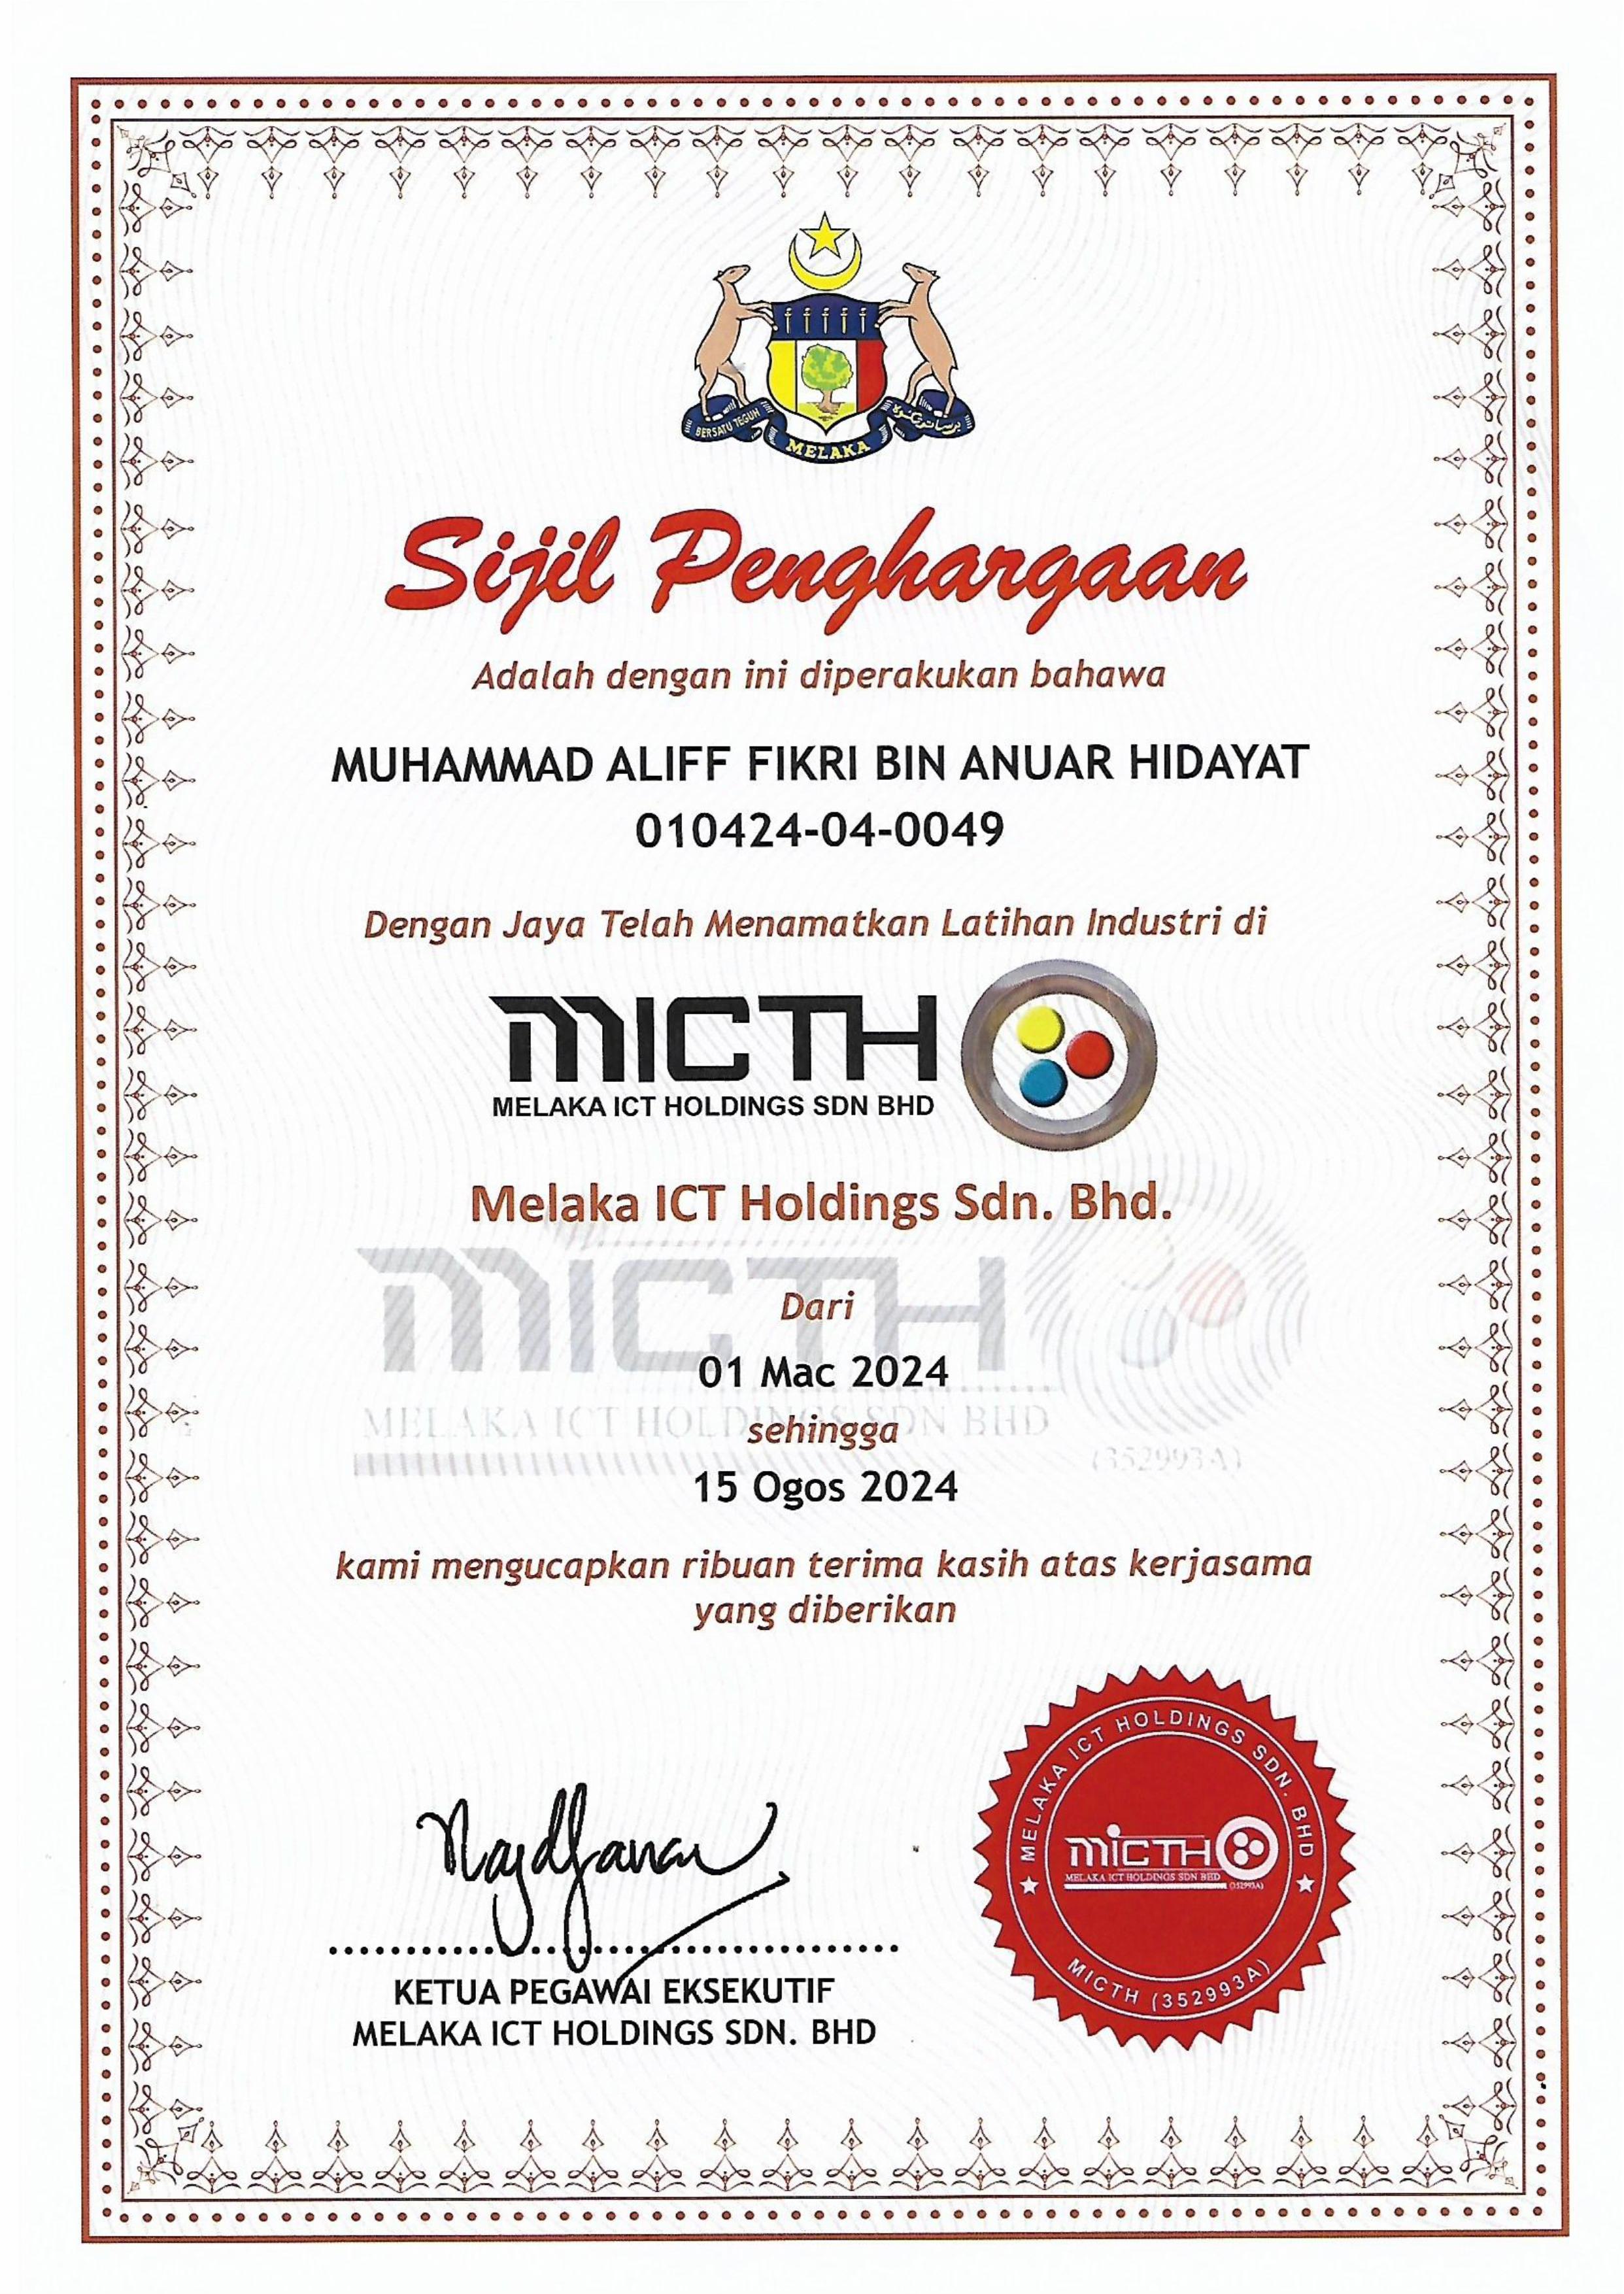 BERSATU TEGUH
MELAKA
برساتو تݢوه
Sijil Penghargaan
Adalah dengan ini diperakukan bahawa
MUHAMMAD ALIFF FIKRI BIN ANUAR HIDAYAT
010424-04-0049
Dengan Jaya Telah Menamatkan Latihan Industri di
MICTH
MELAKA ICT HOLDINGS SDN BHD
Melaka ICT Holdings Sdn. Bhd.
MICTH
Dari
01 Mac 2024
MELAKA ICT HOLDINGS SDN BHD
sehingga
(352993A)
15 Ogos 2024
kami mengucapkan ribuan terima kasih atas kerjasama
yang diberikan
MELAKA ICT HOLDINGS SDN. BHD
MICTH
MELAKA ICT HOLDINGS SDN BHD
(352993A)
MICTH (352993A)
KETUA PEGAWAI EKSEKUTIF
MELAKA ICT HOLDINGS SDN. BHD